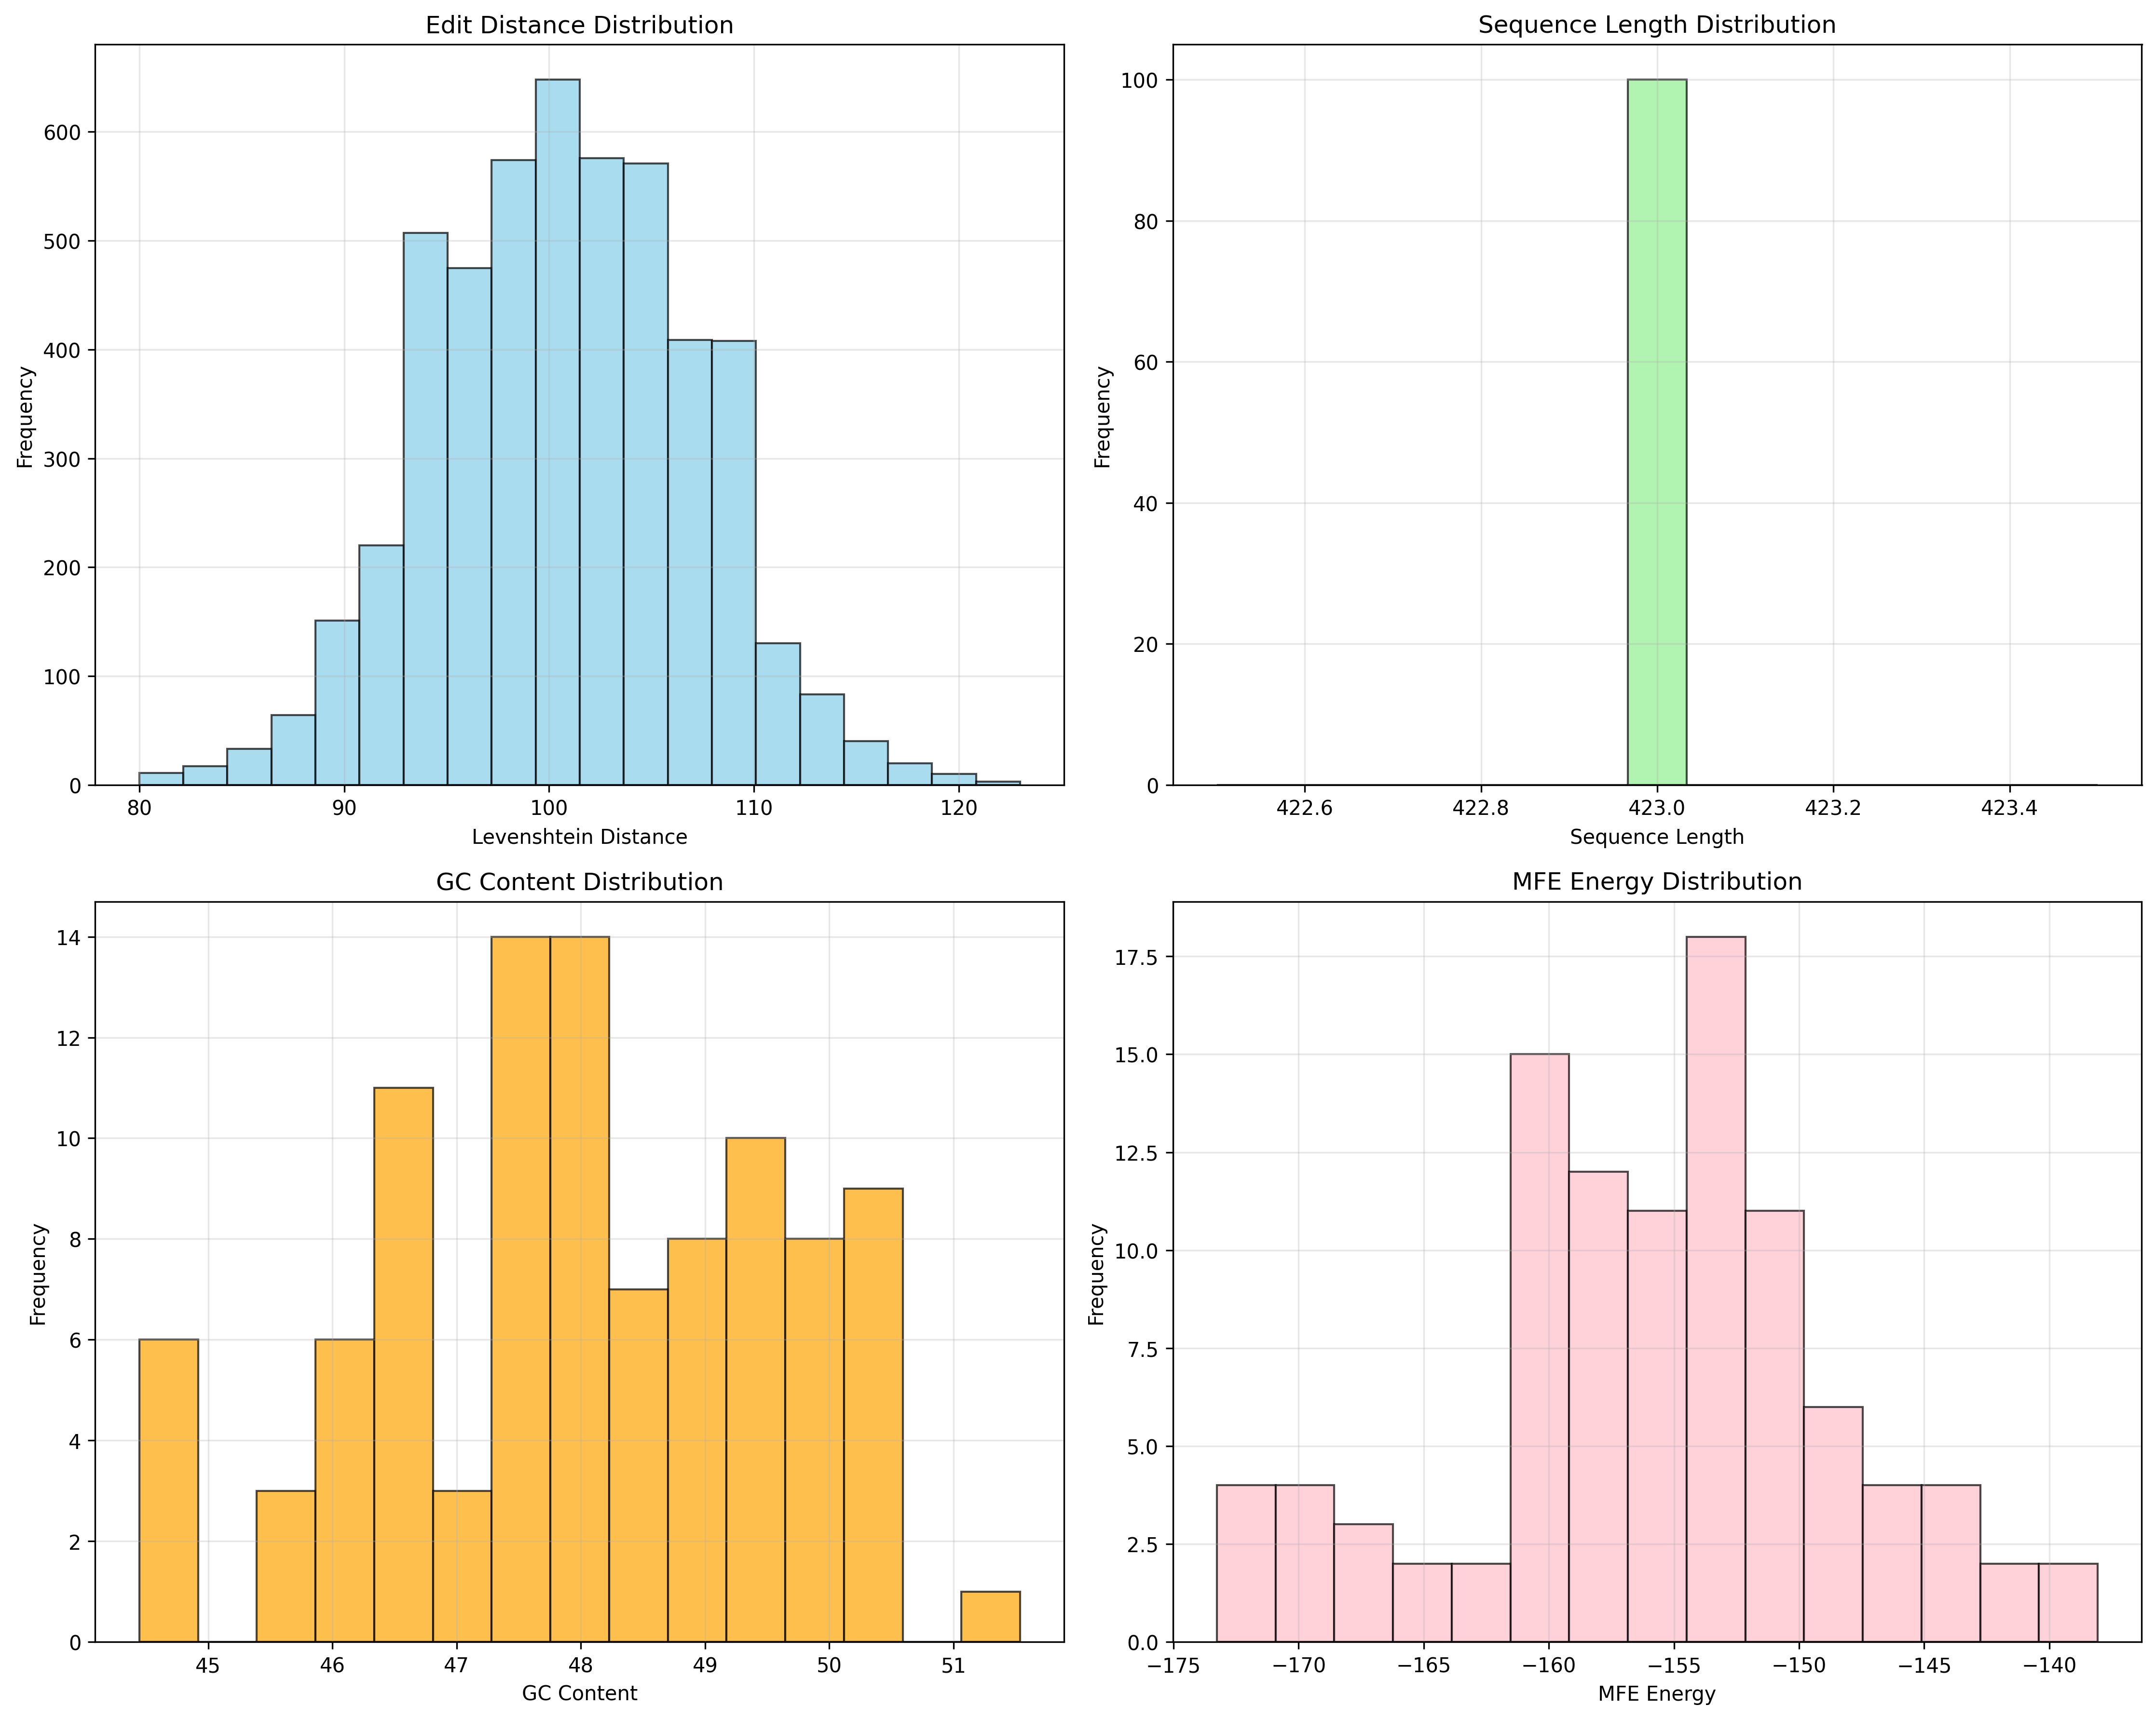 Edit Distance Distribution
Frequency
600
500
400
300
200
100
0
80 90 100 110 120
Levenshtein Distance
Sequence Length Distribution
Frequency
100
80
60
40
20
0
422.6 422.8 423.0 423.2 423.4
Sequence Length
GC Content Distribution
Frequency
14
12
10
8
6
4
2
0
45 46 47 48 49 50 51
GC Content
MFE Energy Distribution
Frequency
17.5
15.0
12.5
10.0
7.5
5.0
2.5
0.0
−175 −170 −165 −160 −155 −150 −145 −140
MFE Energy